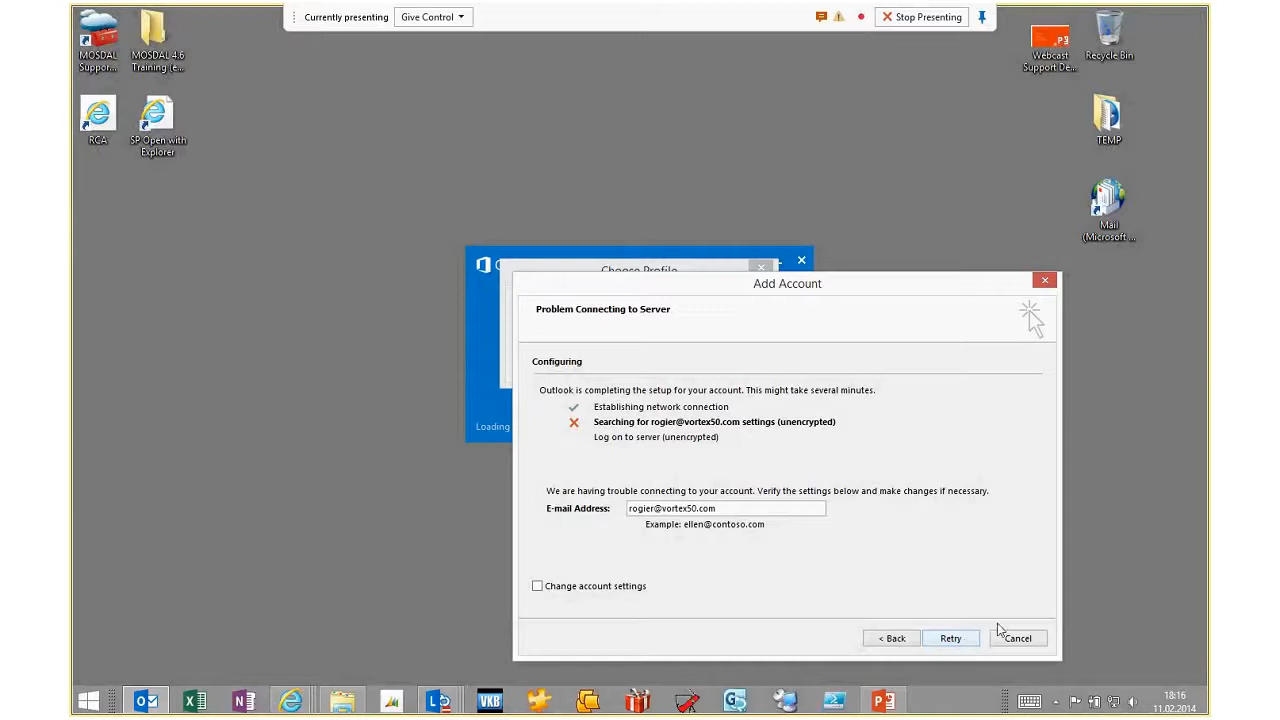 Currently presenting
Give Control
Stop Presenting
MOSDAL
Suppor...
MOSDAL 4.6
Training (e...
Webcast
Support De...
Recycle Bin
RCA
SP Open with
Explorer
TEMP
Mail
(Microsoft ...
Choose Profile
Add Account
Problem Connecting to Server
Configuring
Outlook is completing the setup for your account. This might take several minutes.
Establishing network connection
Searching for rogier@vortex50.com settings (unencrypted)
Log on to server (unencrypted)
Loading
We are having trouble connecting to your account. Verify the settings below and make changes if necessary.
E-mail Address: rogier@vortex50.com
Example: ellen@contoso.com
Change account settings
< Back
Retry
Cancel
VKB
18:16
11.02.2014